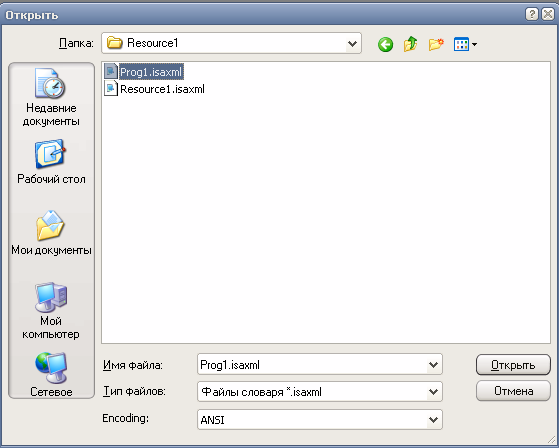 Открыть
Папка: Resource1
Prog1.isaxml
Resource1.isaxml
Недавние
документы
Рабочий стол
Мои документы
Мой
компьютер
Сетевое
Имя файла: Prog1.isaxml Открыть
Тип файлов: Файлы словаря *.isaxml Отмена
Encoding: ANSI